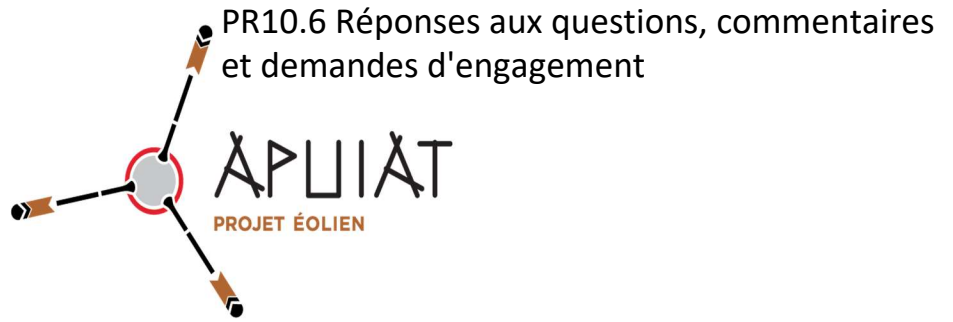 PR10.6 Réponses aux questions, commentaires
et demandes d'engagement
APUIAT
PROJET ÉOLIEN